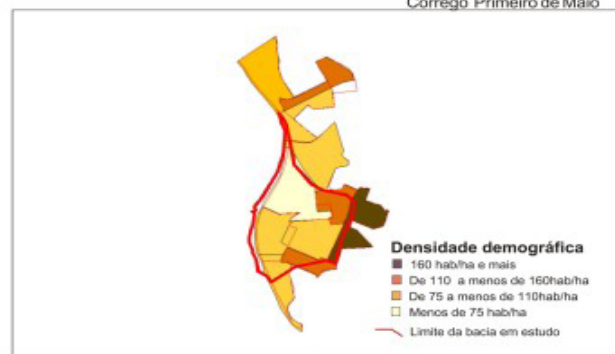 Córrego Primeiro de Maio
Densidade demográfica
160 hab/ha e mais
De 110 a menos de 160hab/ha
De 75 a menos de 110hab/ha
Menos de 75 hab/ha
Limite da bacia em estudo